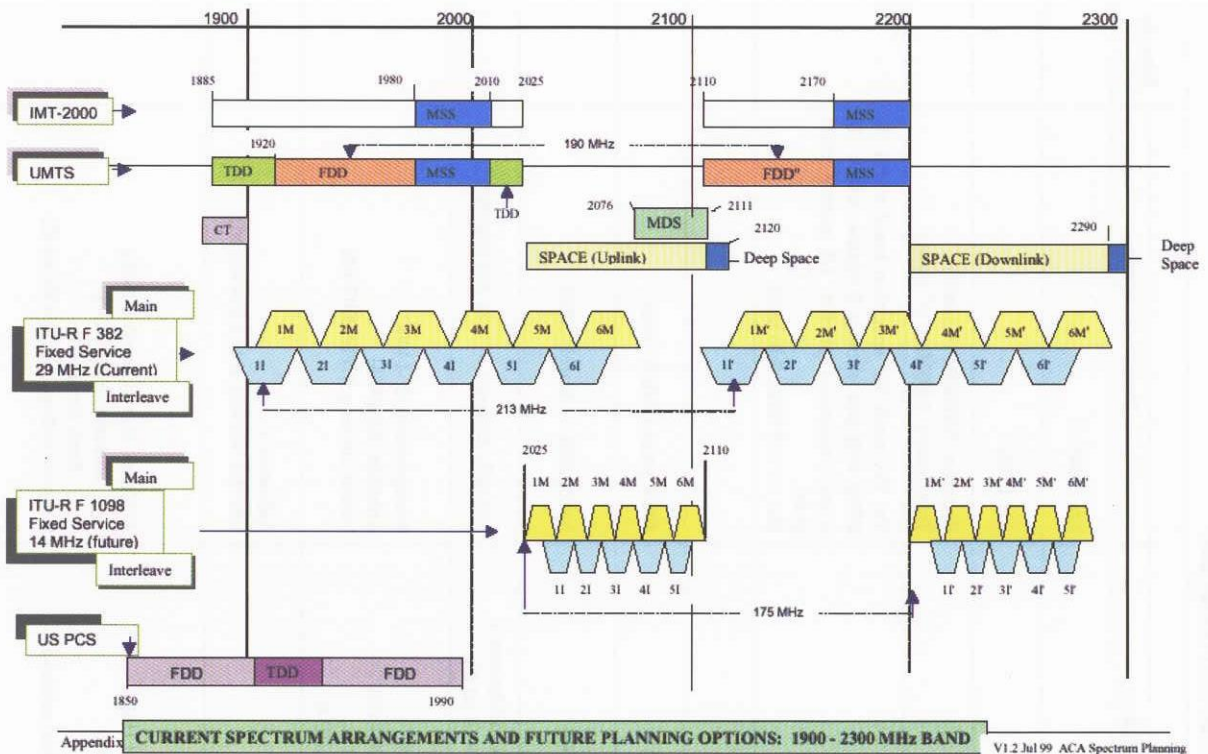 1900 2000 2100 2200 2300
1885 1980 2010 2025 2110 2170
IMT-2000 MSS MSS
1920 190 MHz
UMTS TDD FDD MSS TDD FDD" MSS
CT 2076 MDS 2111
2120 2290
SPACE (Uplink) Deep Space SPACE (Downlink) Deep
Space
Main
1M 2M 3M 4M 5M 6M 1M' 2M' 3M' 4M' 5M' 6M'
ITU-R F 382
Fixed Service
29 MHz (Current)
1I 2I 3I 4I 5I 6I 1I' 2I' 3I' 4I' 5I' 6I'
Interleave
213 MHz
2025 2110
Main
1M 2M 3M 4M 5M 6M 1M' 2M' 3M' 4M' 5M' 6M'
ITU-R F 1098
Fixed Service
14 MHz (future)
Interleave
1I 2I 3I 4I 5I 1I' 2I' 3I' 4I' 5I'
175 MHz
US PCS
FDD TDD FDD
1850 1990
Appendix CURRENT SPECTRUM ARRANGEMENTS AND FUTURE PLANNING OPTIONS: 1900 - 2300 MHz BAND V1.2 Jul 99 ACA Spectrum Planning